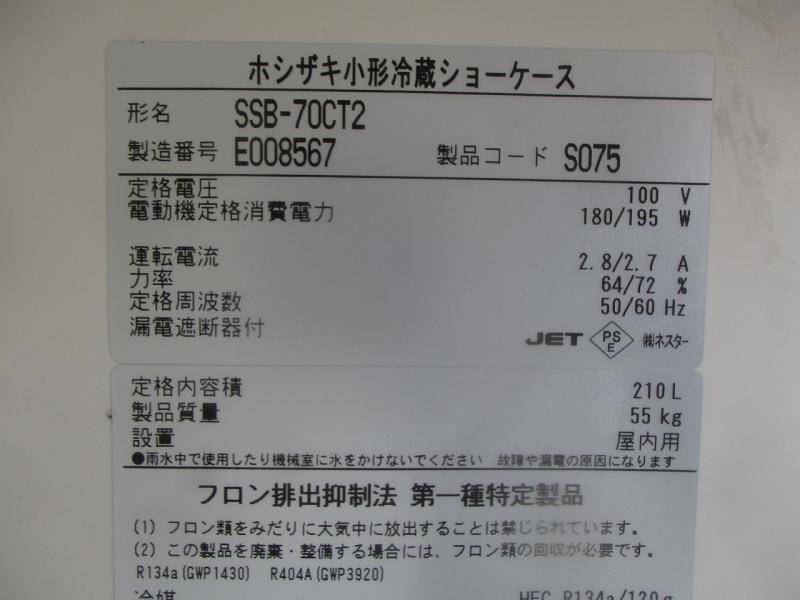 ホシザキ小形冷蔵ショーケース
形名 SSB-70CT2
製造番号 E008567 製品コード S075
定格電圧 100 V
電動機定格消費電力 180/195 W
運転電流 2.8/2.7 A
力率 64/72 %
定格周波数 50/60 Hz
漏電遮断器付 JET PSE ㈱ネスター
定格内容積 210 L
製品質量 55 kg
設置 屋内用
●雨水中で使用したり機械室に水をかけないでください 故障や漏電の原因になります
フロン排出抑制法 第一種特定製品
(1) フロン類をみだりに大気中に放出することは禁じられています。
(2) この製品を廃棄・整備する場合には、フロン類の回収が必要です。
R134a(GWP1430) R404A(GWP3920)
冷媒 HFC R134a/120g